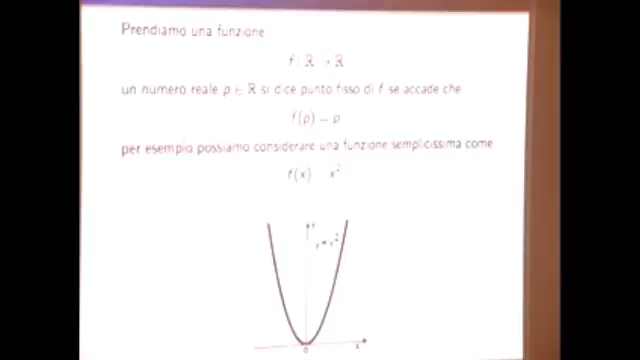 Prendiamo una funzione
f : ℝ → ℝ
un numero reale p ∈ ℝ si dice punto fisso di f se accade che
f(p) = p
per esempio possiamo considerare una funzione semplicissima come
f(x) = x²
y
y = x²
0
x